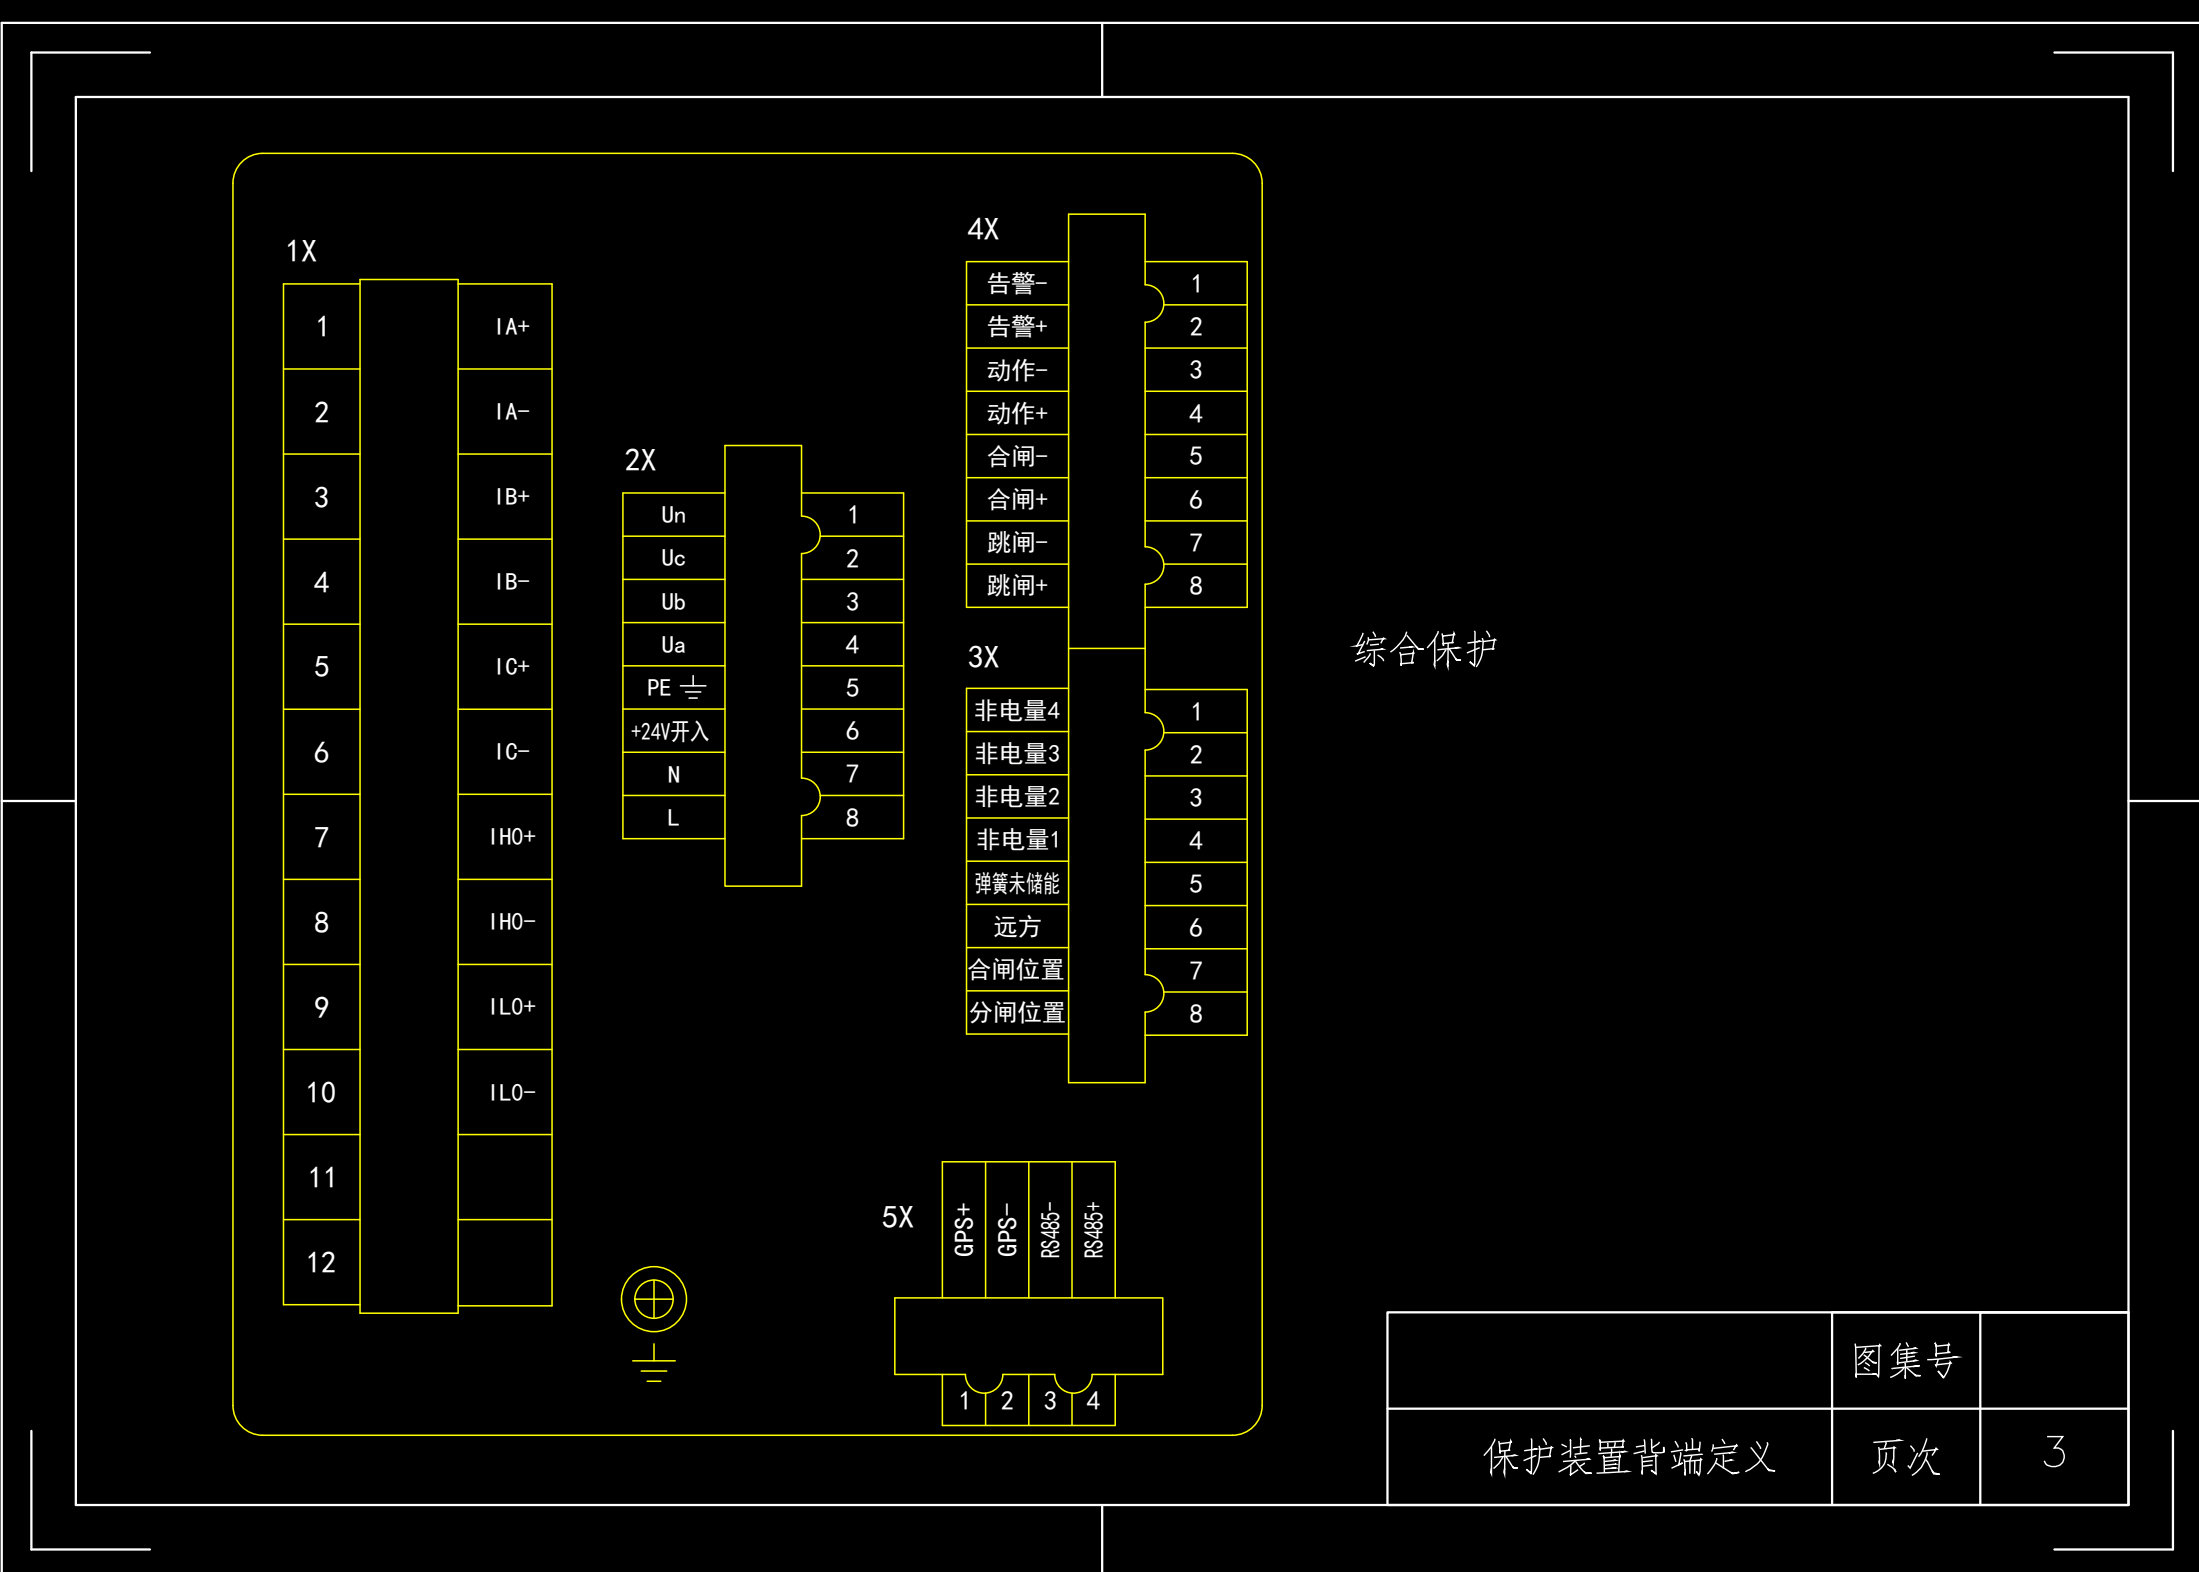 1X
1 IA+
2 IA-
3 IB+
4 IB-
5 IC+
6 IC-
7 IH0+
8 IH0-
9 IL0+
10 IL0-
11
12
2X
Un 1
Uc 2
Ub 3
Ua 4
PE 5
+24V开入 6
N 7
L 8
4X
告警- 1
告警+ 2
动作- 3
动作+ 4
合闸- 5
合闸+ 6
跳闸- 7
跳闸+ 8
3X
非电量4 1
非电量3 2
非电量2 3
非电量1 4
弹簧未储能 5
远方 6
合闸位置 7
分闸位置 8
5X
GPS+ 1
GPS- 2
RS485- 3
RS485+ 4
综合保护
图集号
保护装置背端定义 页次 3